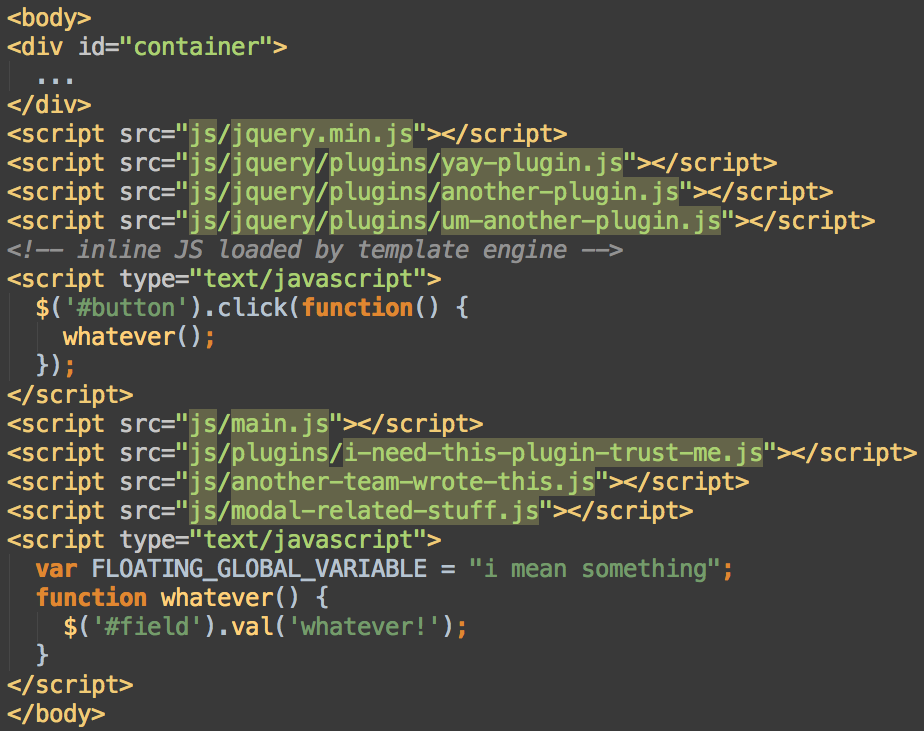 <body>
<div id="container">
  ...
</div>
<script src="js/jquery.min.js"></script>
<script src="js/jquery/plugins/yay-plugin.js"></script>
<script src="js/jquery/plugins/another-plugin.js"></script>
<script src="js/jquery/plugins/um-another-plugin.js"></script>
<!-- inline JS loaded by template engine -->
<script type="text/javascript">
  $('#button').click(function() {
    whatever();
  });
</script>
<script src="js/main.js"></script>
<script src="js/plugins/i-need-this-plugin-trust-me.js"></script>
<script src="js/another-team-wrote-this.js"></script>
<script src="js/modal-related-stuff.js"></script>
<script type="text/javascript">
  var FLOATING_GLOBAL_VARIABLE = "i mean something";
  function whatever() {
    $('#field').val('whatever!');
  }
</script>
</body>